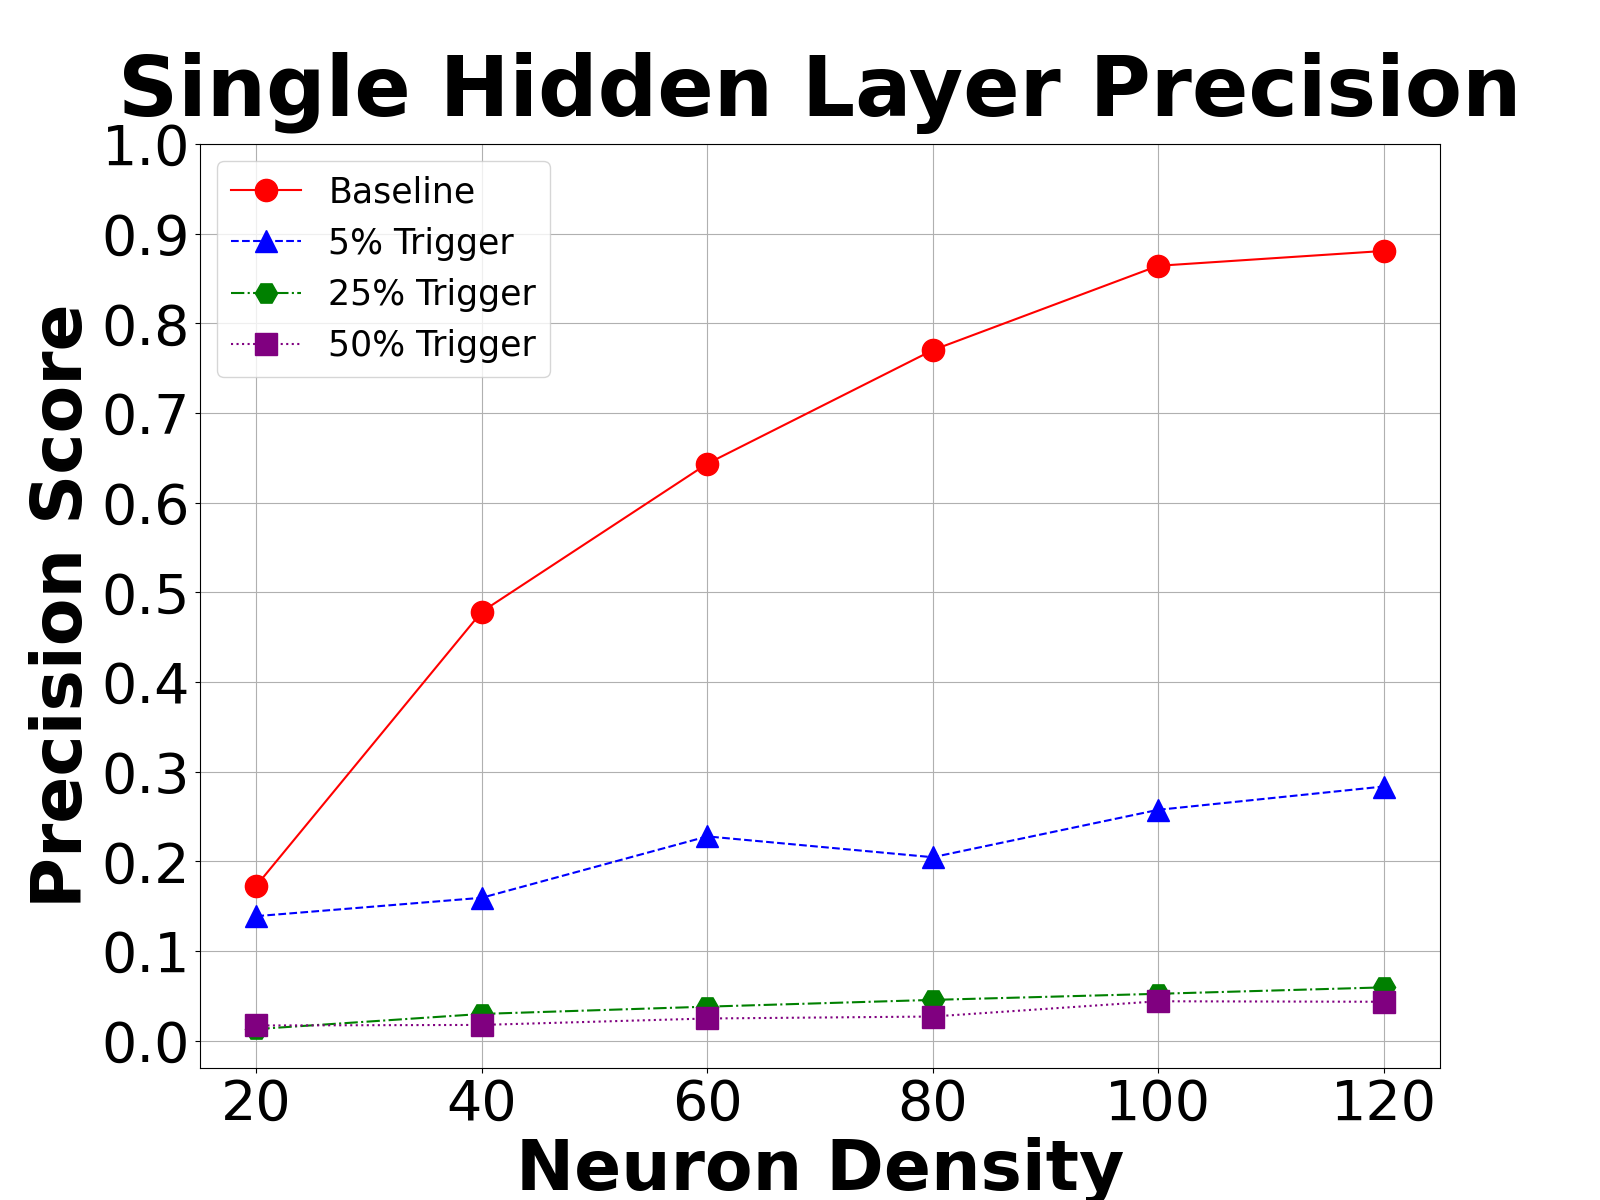 Single Hidden Layer Precision
1.0
0.9
0.8
0.7
0.6
0.5
0.4
0.3
0.2
0.1
0.0
Precision Score
Baseline
5% Trigger
25% Trigger
50% Trigger
20 40 60 80 100 120
Neuron Density